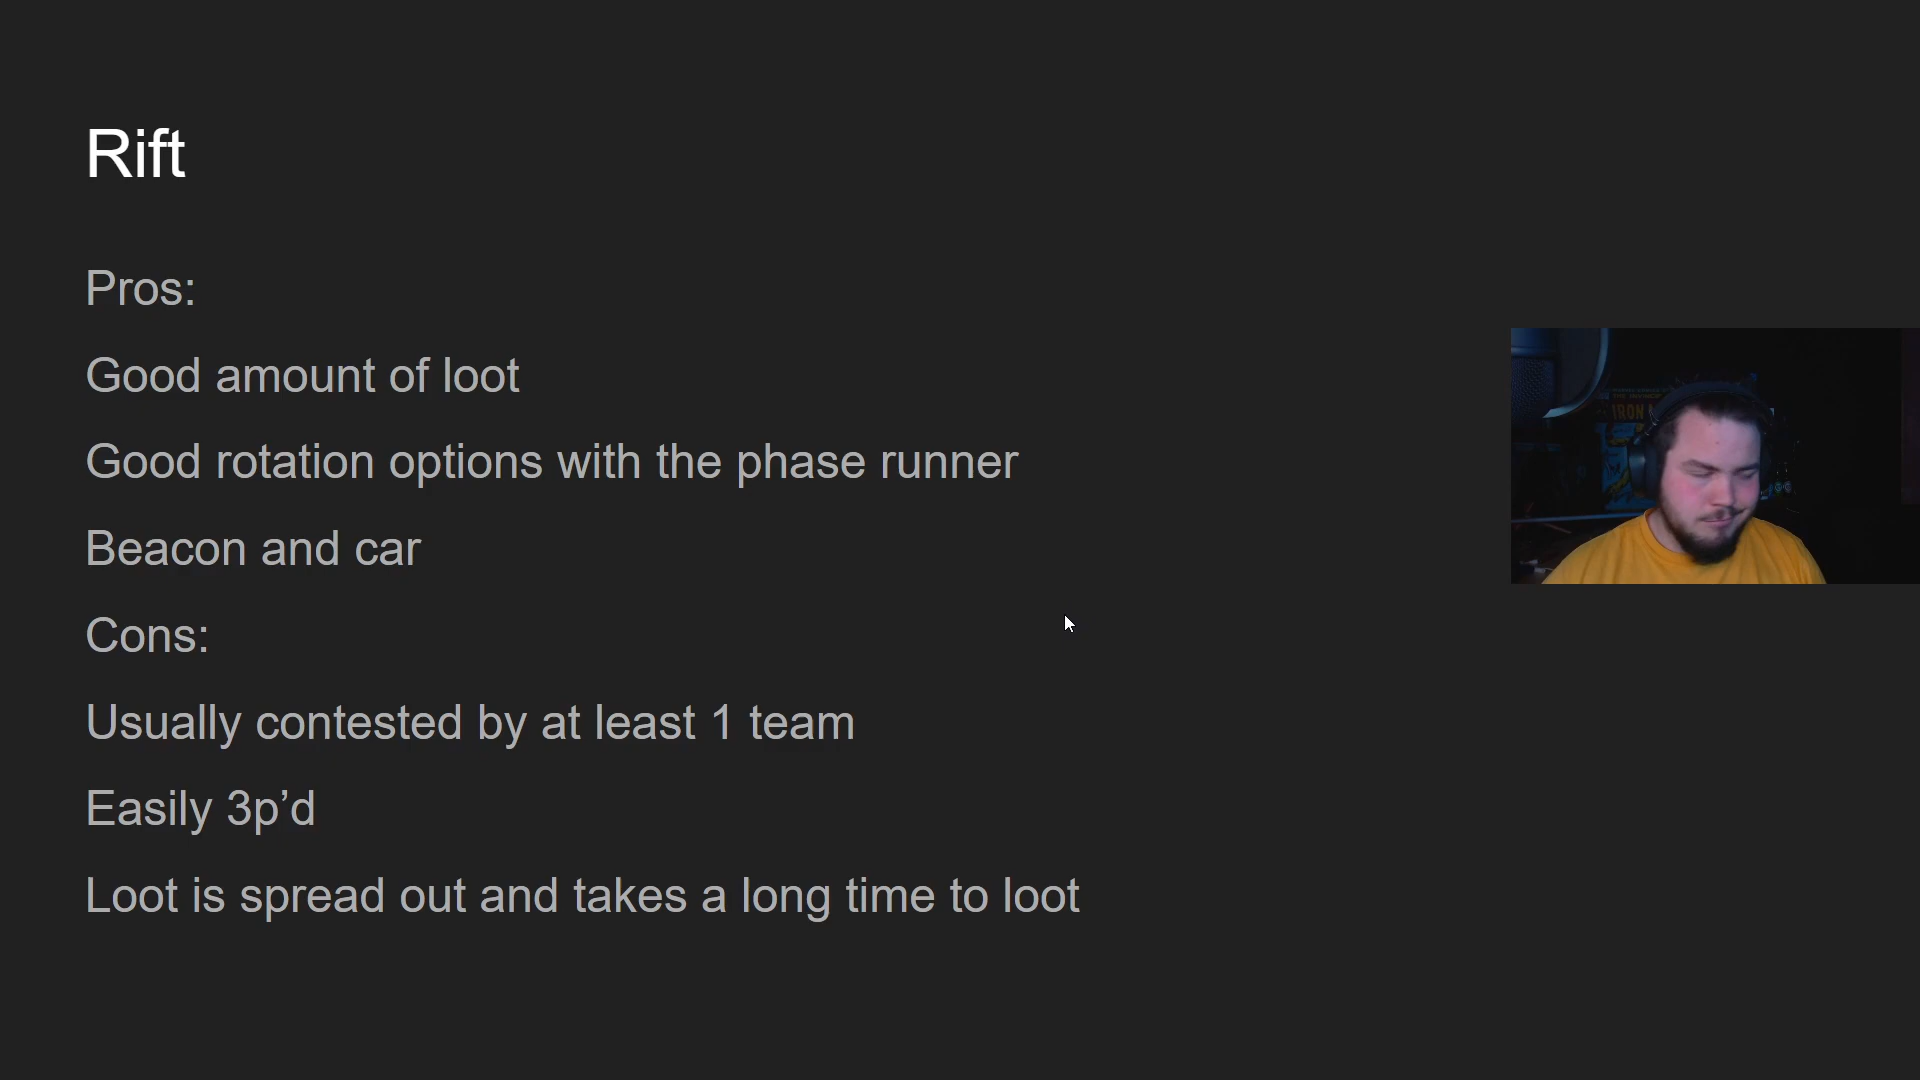 Rift
Pros:
Good amount of loot
Good rotation options with the phase runner
Beacon and car
Cons:
Usually contested by at least 1 team
Easily 3p’d
Loot is spread out and takes a long time to loot
IRON